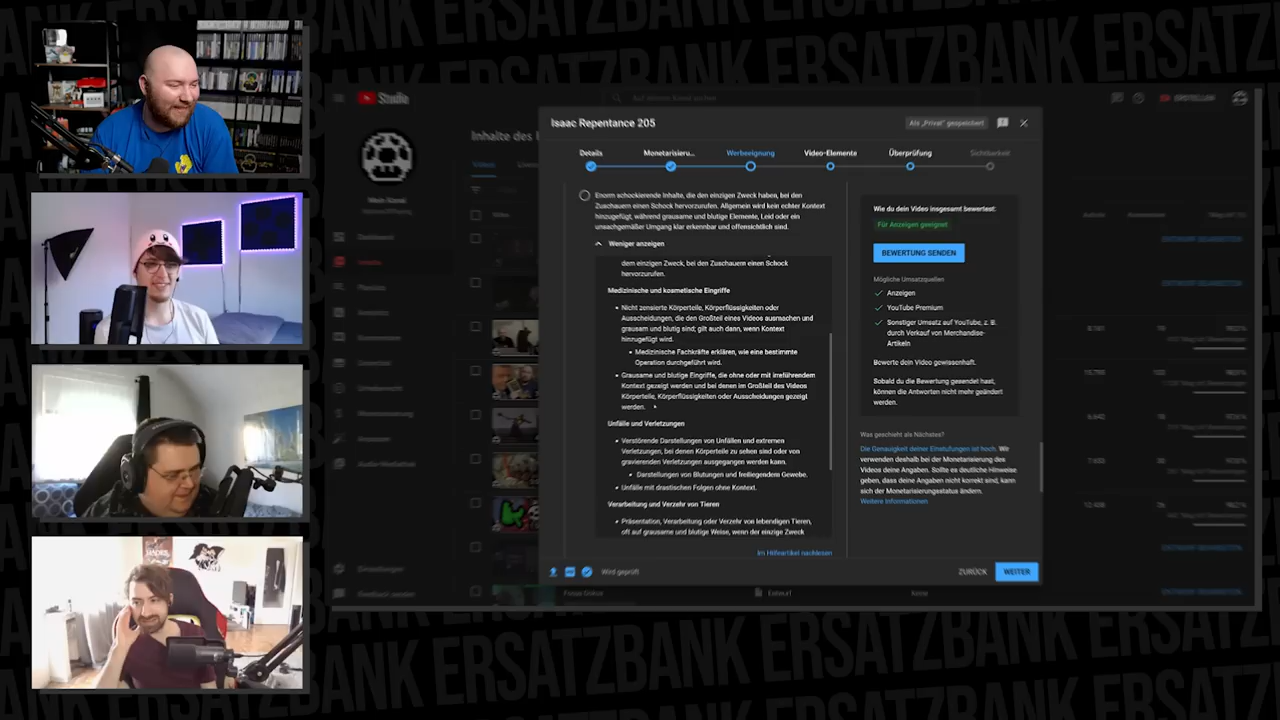 ERSATZBANK
Studio
Inhalte des
Isaac Repentance 205
Als „Privat" gespeichert
Details
Monetarisieru...
Werbeeignung
Video-Elemente
Überprüfung
Sichtbarkeit
Enorm schockierende Inhalte, die den einzigen Zweck haben, bei den
Zuschauern einen Schock hervorzurufen. Allgemein wird kein echter Kontext
hinzugefügt, während grausame und blutige Elemente, Leid oder ein
unsachgemäßer Umgang klar erkennbar und offensichtlich sind.
Weniger anzeigen
dem einzigen Zweck, bei den Zuschauern einen Schock
hervorzurufen.
Medizinische und kosmetische Eingriffe
Nicht zensierte Körperteile, Körperflüssigkeiten oder
Ausscheidungen, die den Großteil eines Videos ausmachen und
grausam und blutig sind; gilt auch dann, wenn Kontext
hinzugefügt wird.
Medizinische Fachkräfte erklären, wie eine bestimmte
Operation durchgeführt wird.
Grausame und blutige Eingriffe, die ohne oder mit irreführendem
Kontext gezeigt werden und bei denen im Großteil des Videos
Körperteile, Körperflüssigkeiten oder Ausscheidungen gezeigt
werden.
Unfälle und Verletzungen
Verstörende Darstellungen von Unfällen und extremen
Verletzungen, bei denen Körperteile zu sehen sind oder von
gravierenden Verletzungen ausgegangen werden kann.
Darstellungen von Blutungen und freiliegendem Gewebe.
Unfälle mit drastischen Folgen ohne Kontext.
Verarbeitung und Verzehr von Tieren
Präsentation, Verarbeitung oder Verzehr von lebendigen Tieren,
oft auf grausame und blutige Weise, wenn der einzige Zweck
Im Hilfeartikel nachlesen
Wie du dein Video insgesamt bewertest:
Für Anzeigen geeignet
BEWERTUNG SENDEN
Mögliche Umsatzquellen
Anzeigen
YouTube Premium
Sonstiger Umsatz auf YouTube, z. B.
durch Verkauf von Merchandise-
Artikeln
Bewerte dein Video gewissenhaft.
Sobald du die Bewertung gesendet hast,
können die Antworten nicht mehr geändert
werden.
Was geschieht als Nächstes?
Die Genauigkeit deiner Einstufungen ist hoch. Wir
verwenden deshalb bei der Monetarisierung des
Videos deine Angaben. Sollte es deutliche Hinweise
geben, dass deine Angaben nicht korrekt sind, kann
sich der Monetarisierungsstatus ändern.
Weitere Informationen
Wird geprüft
ZURÜCK
WEITER
Entwurf
Keine